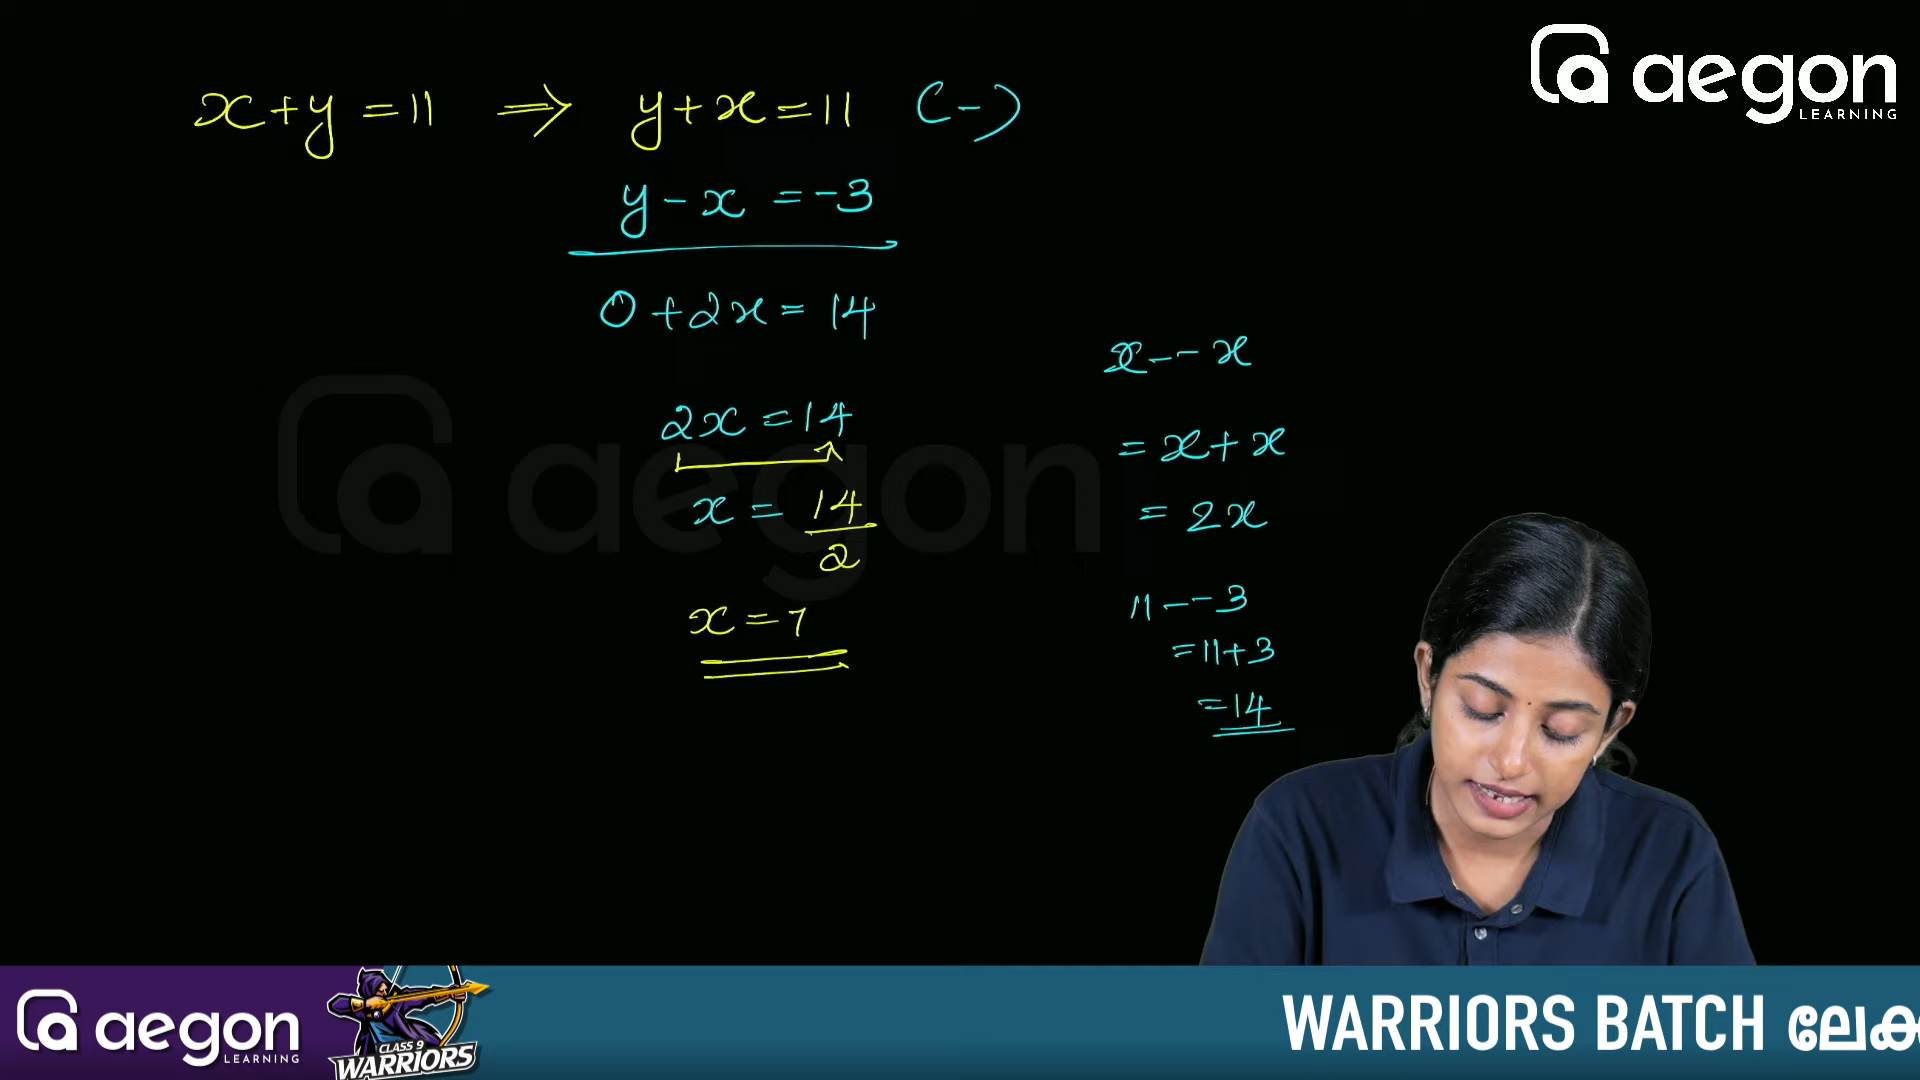 aegon
LEARNING
x+y=11 ⇒ y+x=11 (-)
y-x=-3
0+2x=14
2x=14
x=14/2
x=7
x--x
=x+x
=2x
11--3
=11+3
=14
aegon
aegon
LEARNING
CLASS 9
WARRIORS
WARRIORS BATCH